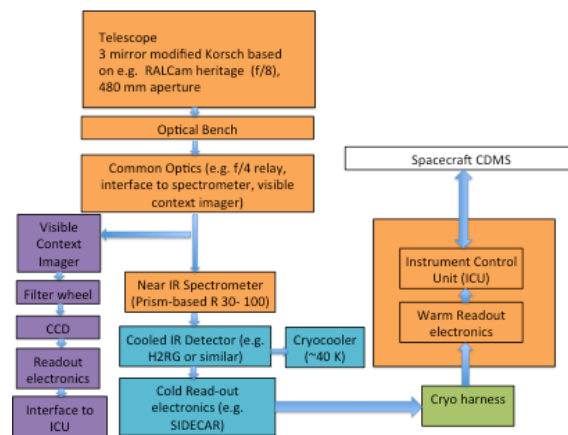 Telescope
3 mirror modified Korsch based
on e.g. RALCam heritage (f/8),
480 mm aperture
Optical Bench
Common Optics (e.g. f/4 relay,
interface to spectrometer, visible
context imager)
Visible
Context
Imager
Filter wheel
CCD
Readout
electronics
Interface to
ICU
Near IR Spectrometer
(Prism-based R 30- 100)
Cooled IR Detector (e.g.
H2RG or similar)
Cryocooler
(~40 K)
Cold Read-out
electronics (e.g.
SIDECAR)
Spacecraft CDMS
Instrument Control
Unit (ICU)
Warm Readout
electronics
Cryo harness